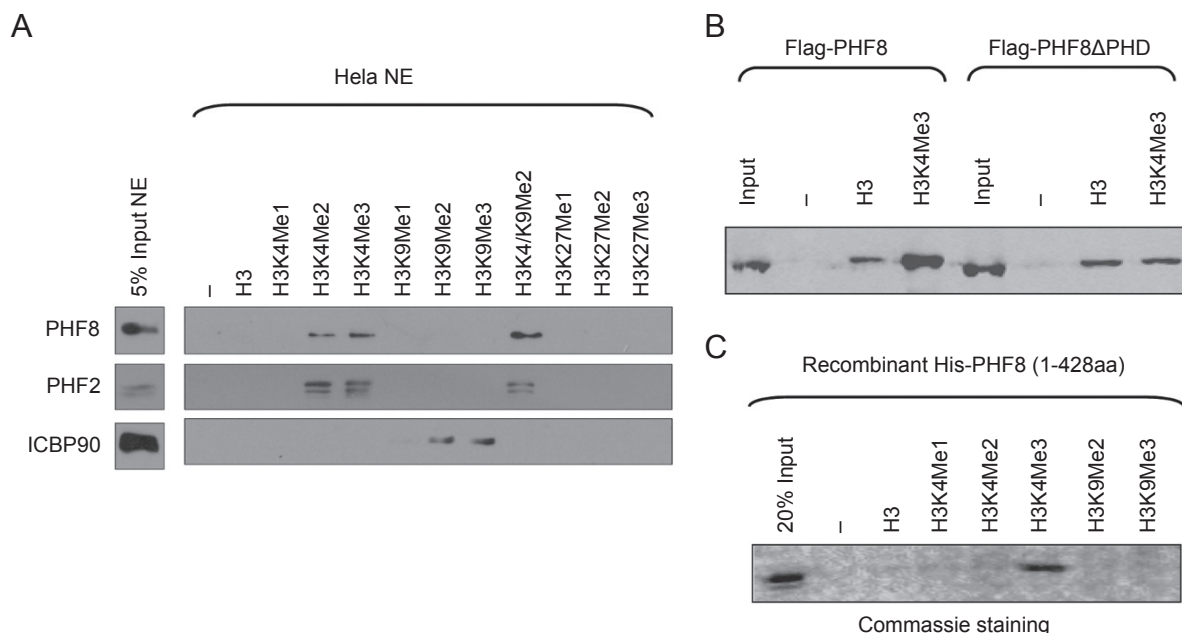 A
Hela NE
5% Input NE
–
H3
H3K4Me1
H3K4Me2
H3K4Me3
H3K9Me1
H3K9Me2
H3K9Me3
H3K4/K9Me2
H3K27Me1
H3K27Me2
H3K27Me3
PHF8
PHF2
ICBP90
B
Flag-PHF8
Flag-PHF8ΔPHD
Input
–
H3
H3K4Me3
Input
–
H3
H3K4Me3
C
Recombinant His-PHF8 (1-428aa)
20% Input
–
H3
H3K4Me1
H3K4Me2
H3K4Me3
H3K9Me2
H3K9Me3
Commassie staining